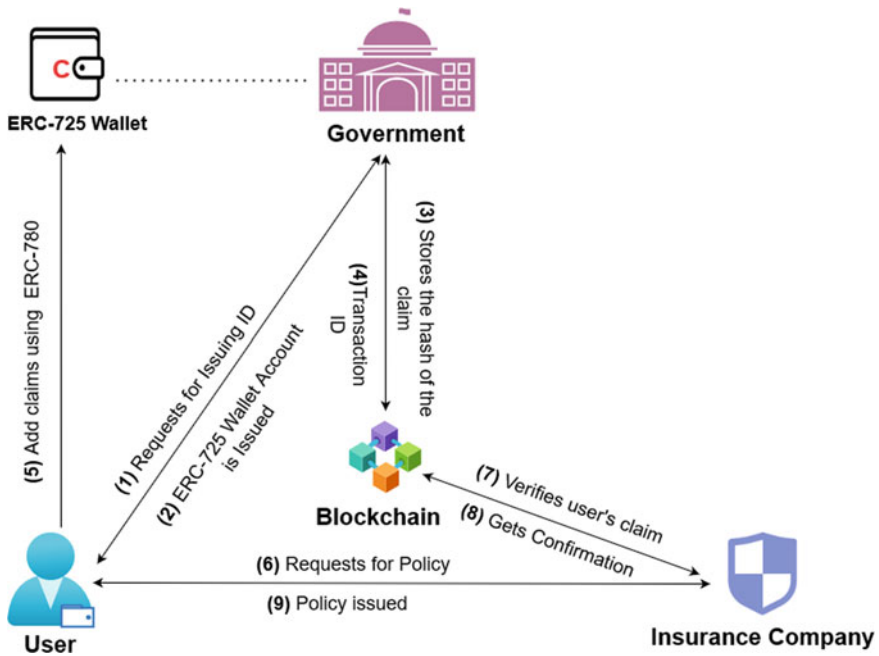 C
ERC-725 Wallet
Government
(5) Add claims using ERC-780
(1) Requests for Issuing ID
(2) ERC-725 Wallet Account
is Issued
(3) Stores the hash of the
claim
(4)Transaction
ID
Blockchain
(7) Verifies user's claim
(8) Gets Confirmation
(6) Requests for Policy
(9) Policy issued
User
Insurance Company